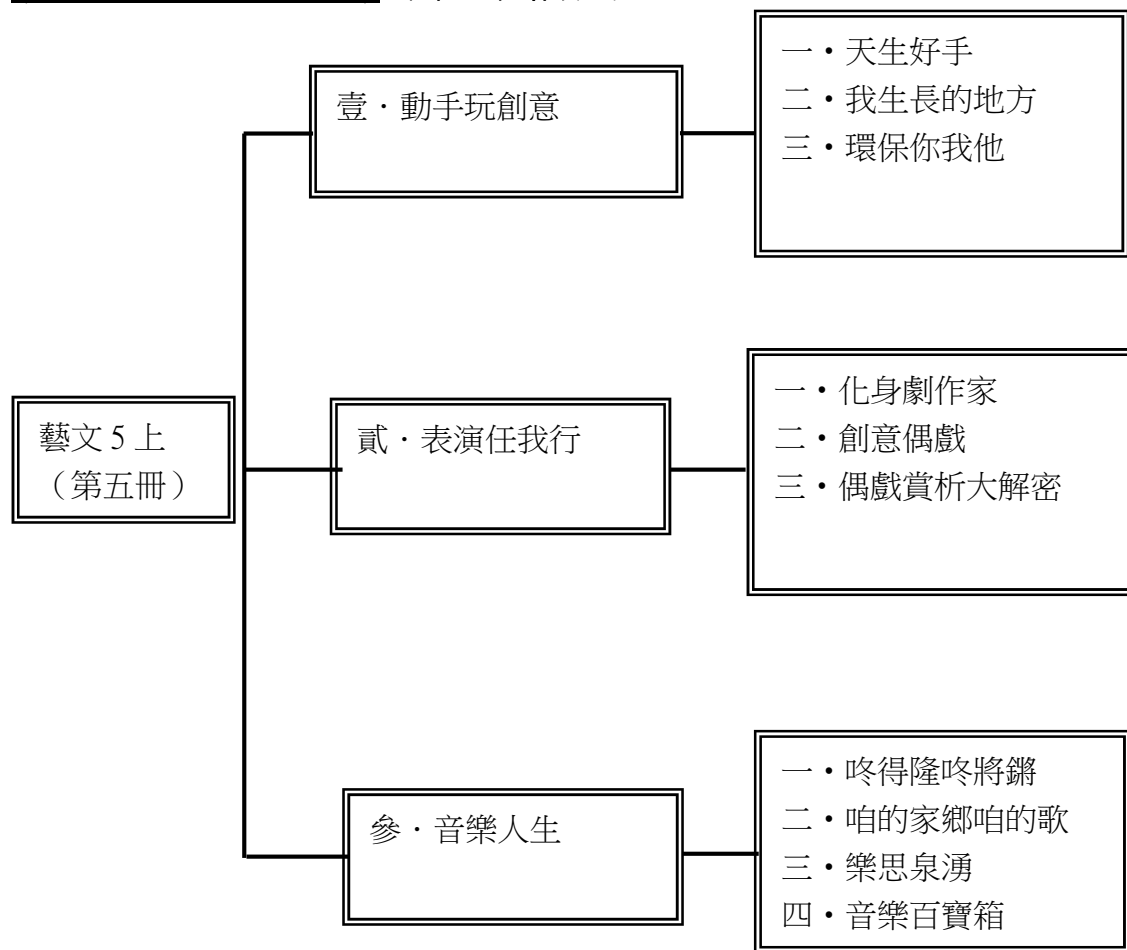 壹．動手玩創意
一・天生好手
二・我生長的地方
三・環保你我他
藝文 5 上
（第五冊）
貳．表演任我行
一・化身劇作家
二・創意偶戲
三・偶戲賞析大解密
參．音樂人生
一・咚得隆咚將鏘
二・咱的家鄉咱的歌
三・樂思泉湧
四・音樂百寶箱